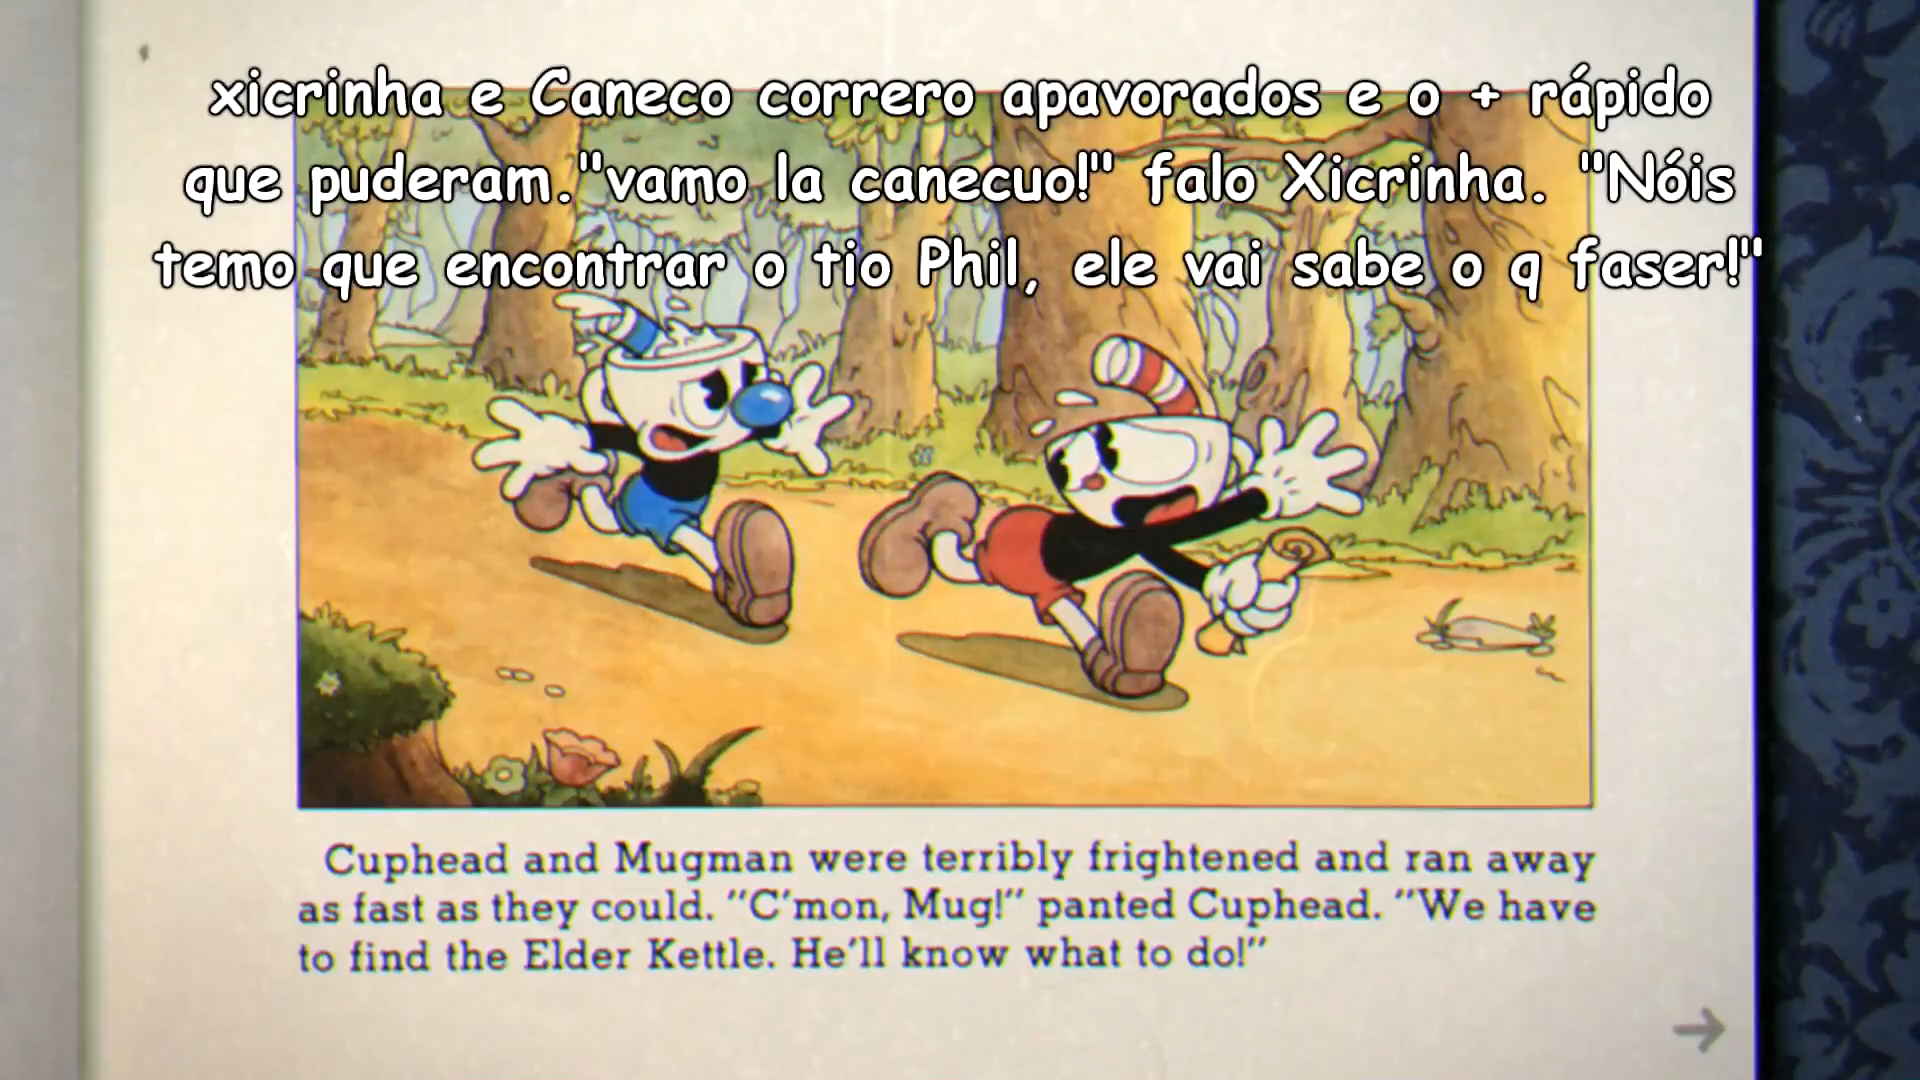 xicrinha e Caneco correro apavorados e o + rápido
que puderam."vamo la canecuo!" falo Xicrinha. "Nóis
temo que encontrar o tio Phil, ele vai sabe o q faser!"
Cuphead and Mugman were terribly frightened and ran away
as fast as they could. "C'mon, Mug!" panted Cuphead. "We have
to find the Elder Kettle. He'll know what to do!"